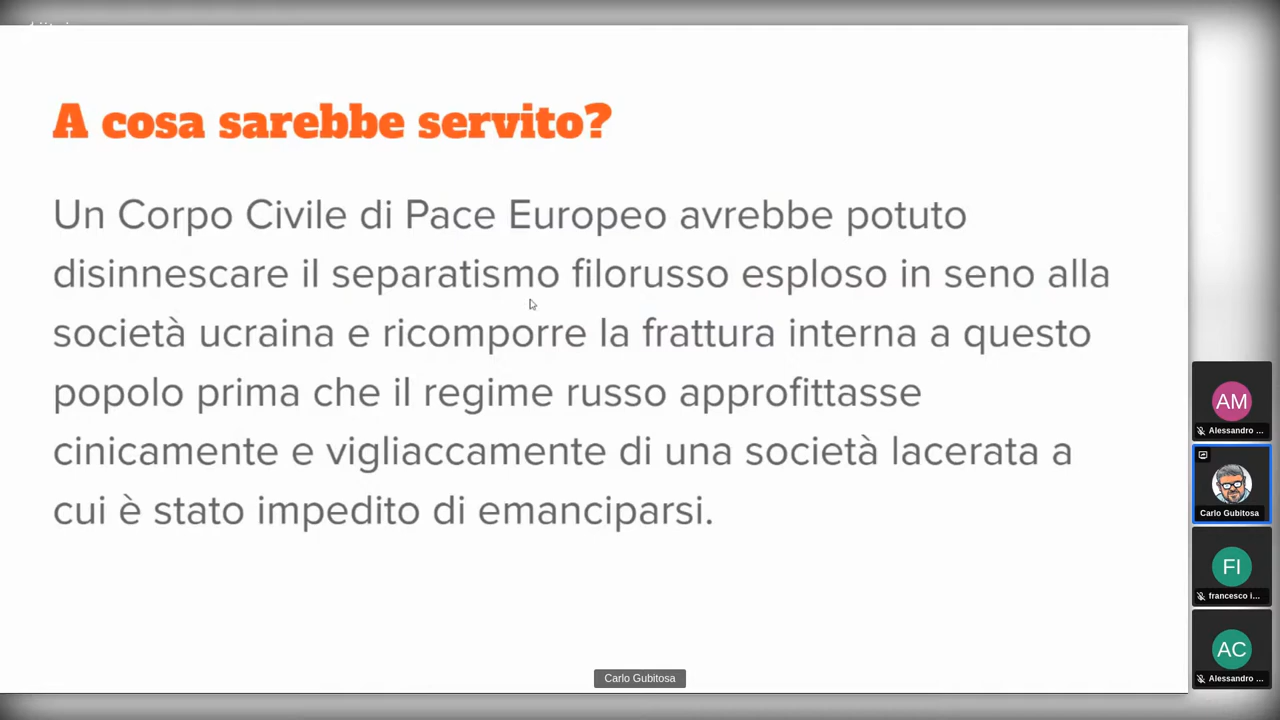 A cosa sarebbe servito?
Un Corpo Civile di Pace Europeo avrebbe potuto
disinnescare il separatismo filorusso esploso in seno alla
società ucraina e ricomporre la frattura interna a questo
popolo prima che il regime russo approfittasse
cinicamente e vigliaccamente di una società lacerata a
cui è stato impedito di emanciparsi.
AM
Alessandro ...
Carlo Gubitosa
FI
francesco i...
AC
Alessandro ...
Carlo Gubitosa